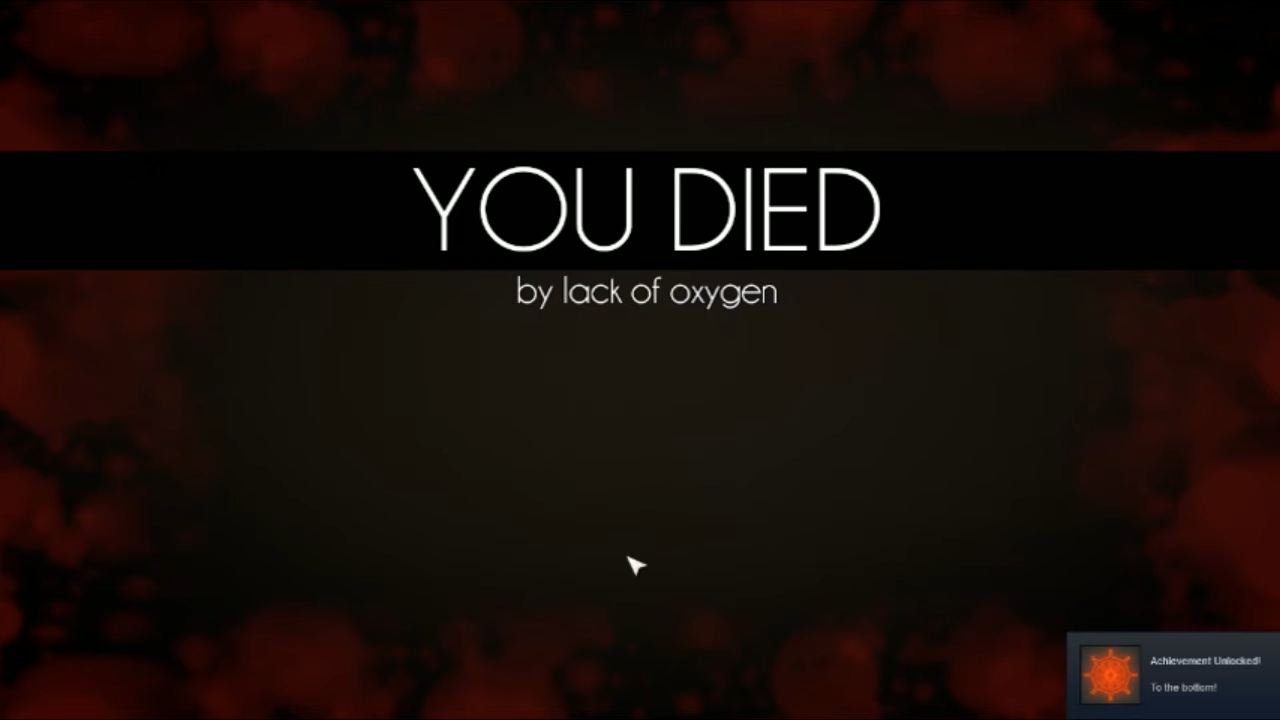 YOU DIED
by lack of oxygen
Achievement Unlocked!
To the bottom!